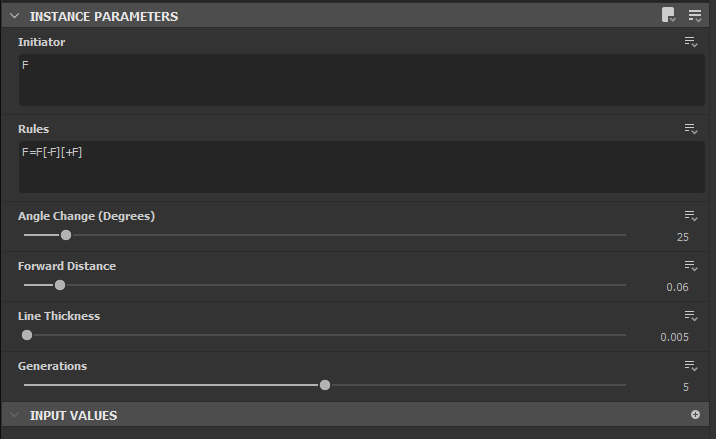 INSTANCE PARAMETERS
Initiator
F
Rules
F=F[-F][+F]
Angle Change (Degrees)
25
Forward Distance
0.06
Line Thickness
0.005
Generations
5
INPUT VALUES